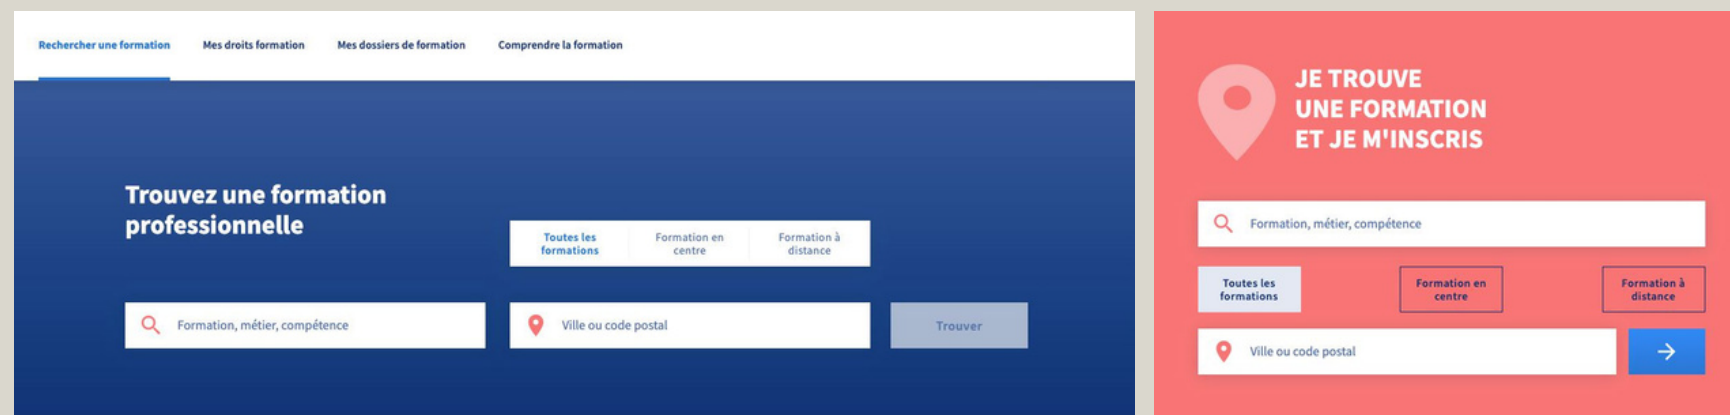 Rechercher une formation
Mes droits formation
Mes dossiers de formation
Comprendre la formation
Trouvez une formation
professionnelle
Toutes les
formations
Formation en
centre
Formation à
distance
Formation, métier, compétence
Ville ou code postal
Trouver
JE TROUVE
UNE FORMATION
ET JE M'INSCRIS
Formation, métier, compétence
Toutes les
formations
Formation en
centre
Formation à
distance
Ville ou code postal